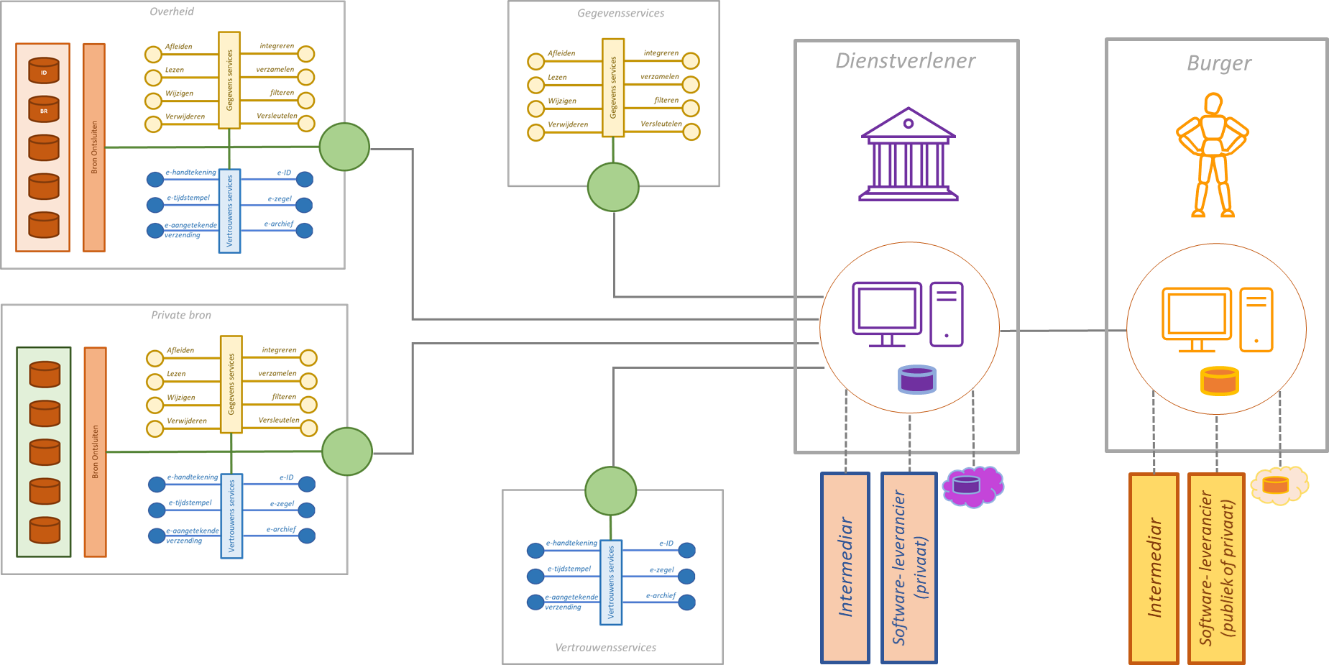 Overheid
ID
BR
Bron Ontsluiten
Afleiden
Lezen
Wijzigen
Verwijderen
Gegevens services
integreren
verzamelen
filteren
Versleutelen
e-handtekening
e-tijdstempel
e-aangetekende
verzending
Vertrouwens services
e-ID
e-zegel
e-archief
Gegevensservices
Afleiden
Lezen
Wijzigen
Verwijderen
Gegevens services
integreren
verzamelen
filteren
Versleutelen
Dienstverlener
Burger
Private bron
Bron Ontsluiten
Afleiden
Lezen
Wijzigen
Verwijderen
Gegevens services
integreren
verzamelen
filteren
Versleutelen
e-handtekening
e-tijdstempel
e-aangetekende
verzending
Vertrouwens services
e-ID
e-zegel
e-archief
e-handtekening
e-tijdstempel
e-aangetekende
verzending
Vertrouwens services
e-ID
e-zegel
e-archief
Vertrouwensservices
Intermediar
Software- leverancier
(privaat)
Intermediar
Software- leverancier
(publiek of privaat)